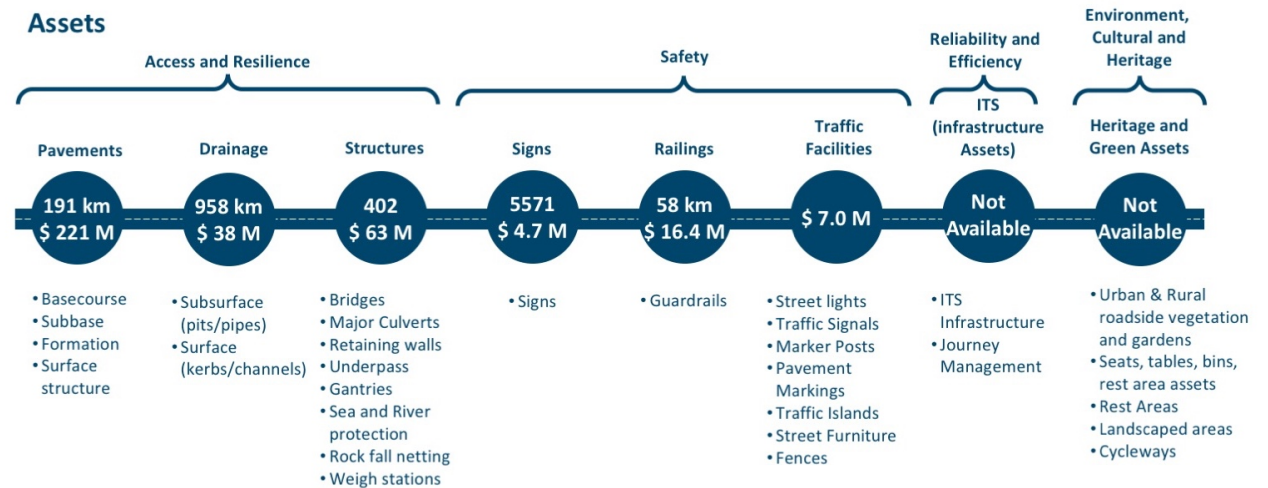 Assets
Access and Resilience
Safety
Reliability and
Efficiency
Environment,
Cultural and
Heritage
Pavements
Drainage
Structures
Signs
Railings
Traffic
Facilities
ITS
(infrastructure
Assets)
Heritage and
Green Assets
191 km
$ 221 M
958 km
$ 38 M
402
$ 63 M
5571
$ 4.7 M
58 km
$ 16.4 M
$ 7.0 M
Not
Available
Not
Available
• Basecourse
• Subbase
• Formation
• Surface
structure
• Subsurface
(pits/pipes)
• Surface
(kerbs/channels)
• Bridges
• Major Culverts
• Retaining walls
• Underpass
• Gantries
• Sea and River
protection
• Rock fall netting
• Weigh stations
• Signs
• Guardrails
• Street lights
• Traffic Signals
• Marker Posts
• Pavement
Markings
• Traffic Islands
• Street Furniture
• Fences
• ITS
Infrastructure
• Journey
Management
• Urban & Rural
roadside vegetation
and gardens
• Seats, tables, bins,
rest area assets
• Rest Areas
• Landscaped areas
• Cycleways